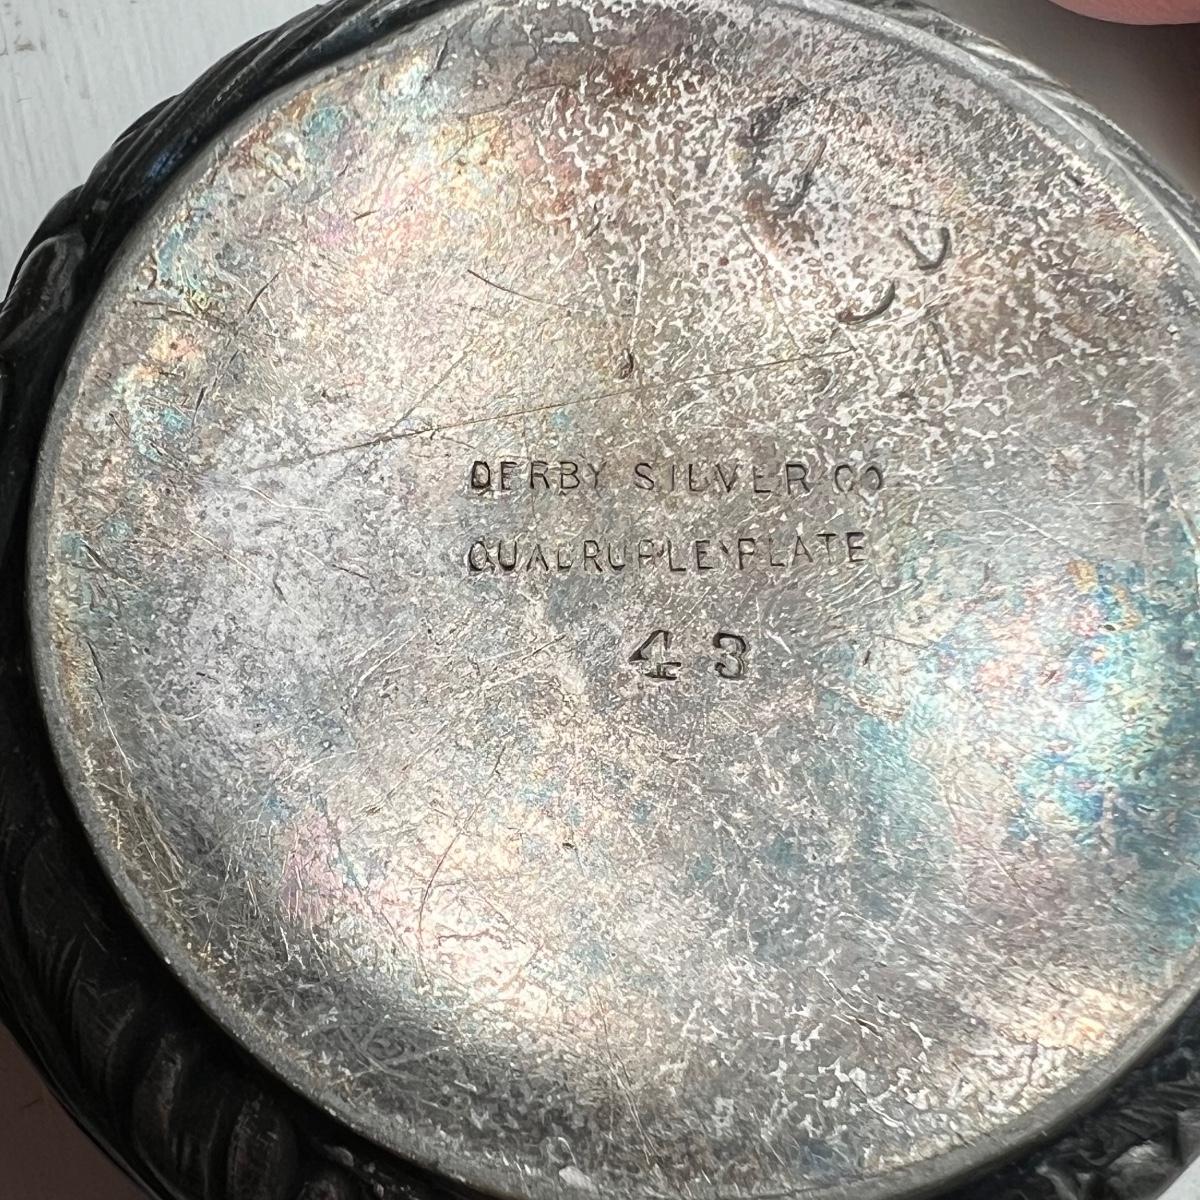 DERBY SILVER CO
QUADRUPLE PLATE
43